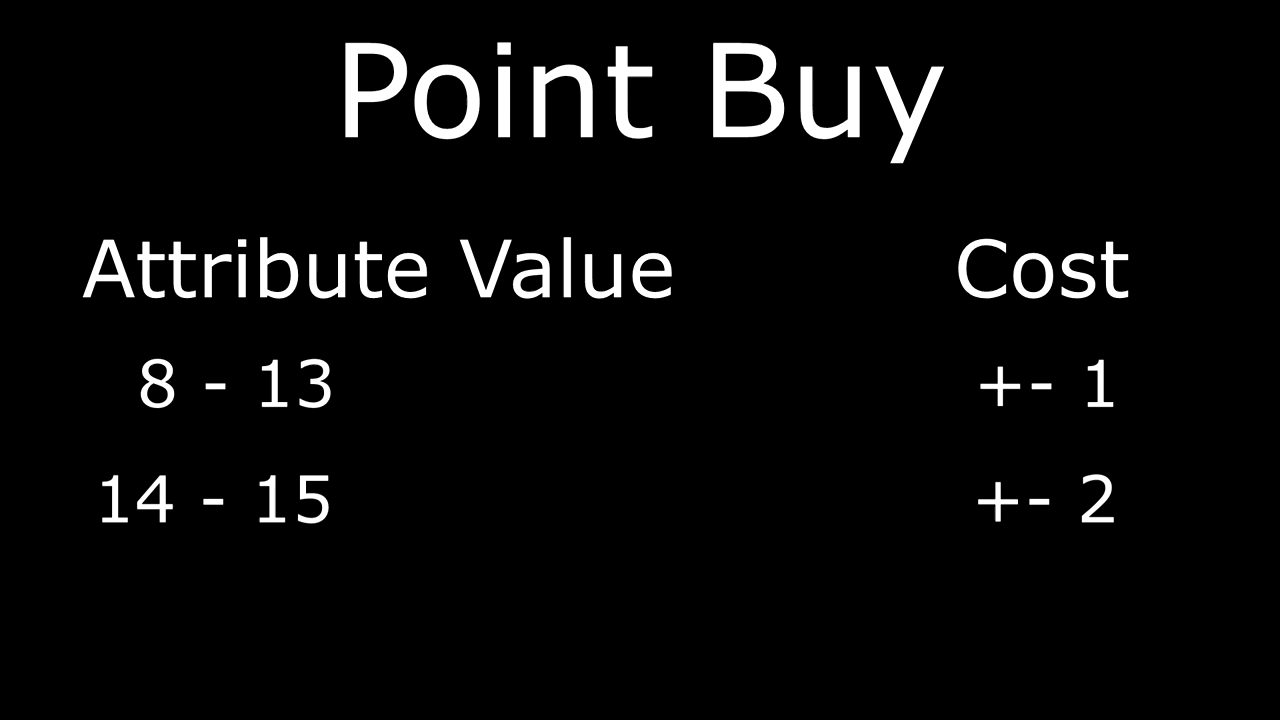 Point Buy
Attribute Value Cost
8 - 13 +- 1
14 - 15 +- 2